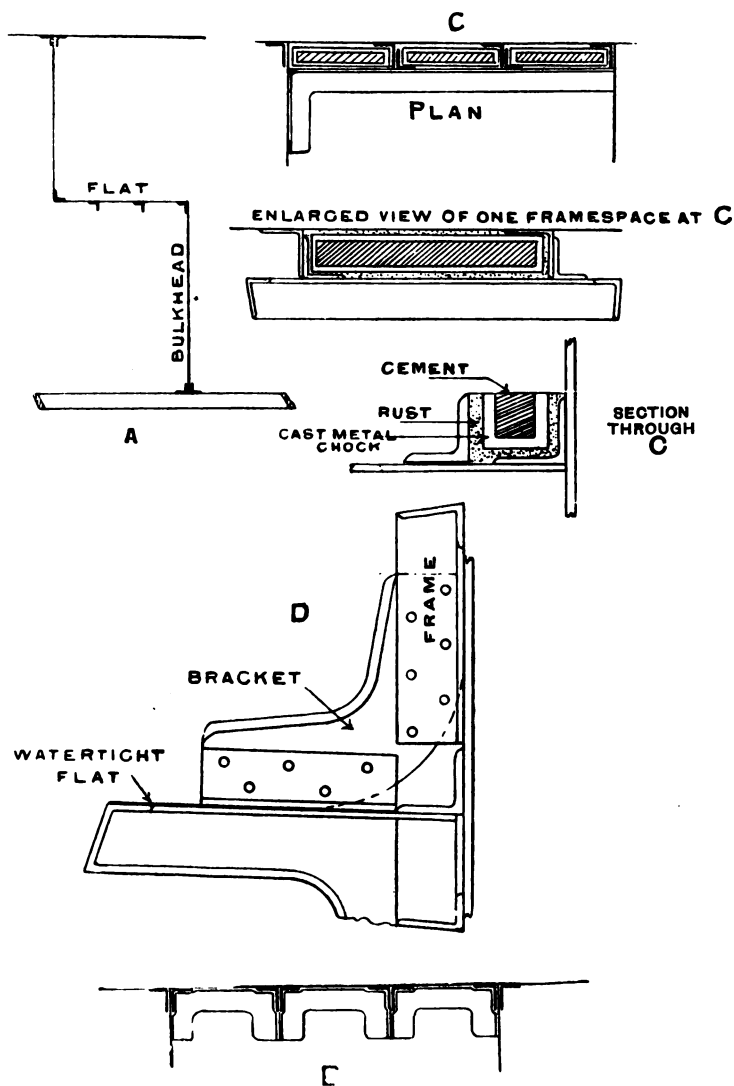 C
PLAN
FLAT
BULKHEAD
A
ENLARGED VIEW OF ONE FRAMESPACE AT C
CEMENT
RUST
CAST METAL
CHOCK
SECTION
THROUGH
C
D
FRAME
BRACKET
WATERTIGHT
FLAT